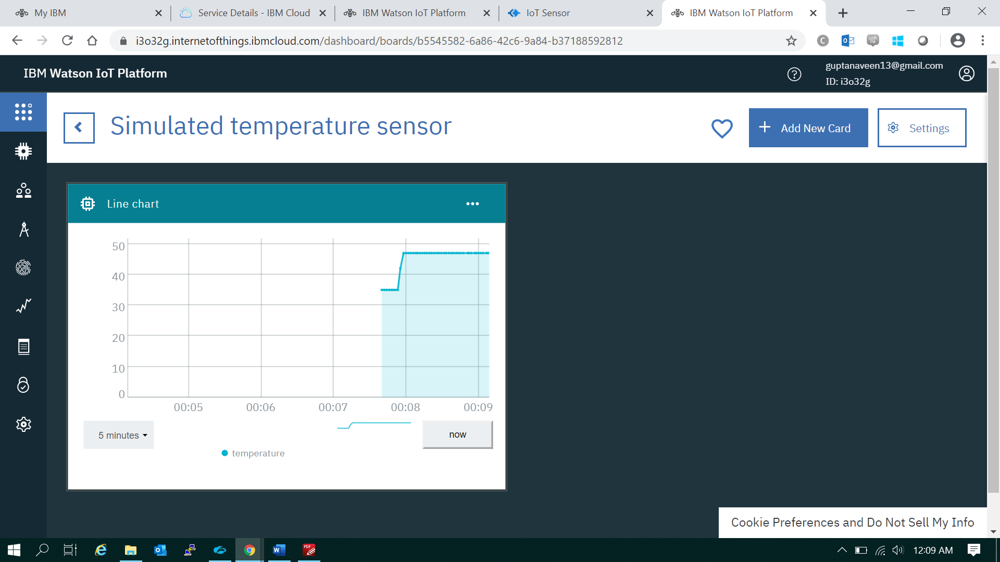 My IBM
Service Details - IBM Cloud
IBM Watson IoT Platform
IoT Sensor
IBM Watson IoT Platform
i3o32g.internetofthings.ibmcloud.com/dashboard/boards/b5545582-6a86-42c6-9a84-b37188592812
IBM Watson IoT Platform
guptanaveen13@gmail.com
ID: i3o32g
Simulated temperature sensor
Add New Card
Settings
Line chart
50
40
30
20
10
0
00:05 00:06 00:07 00:08 00:09
5 minutes
now
temperature
Cookie Preferences and Do Not Sell My Info
12:09 AM